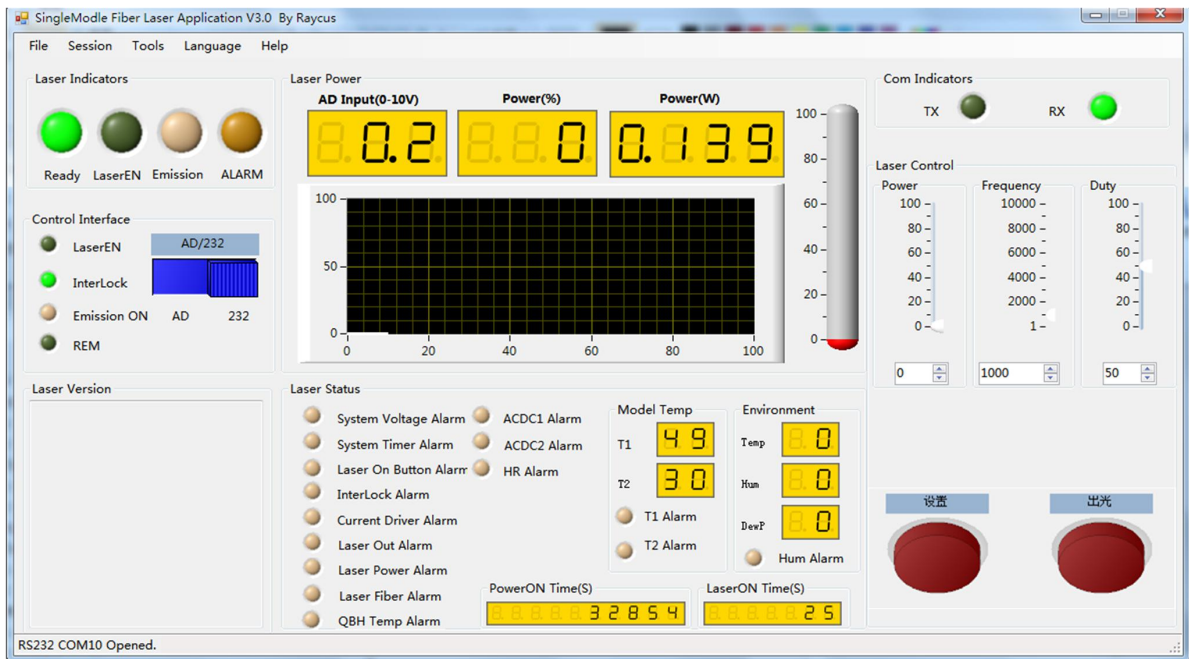 SingleModle Fiber Laser Application V3.0 By Raycus
File Session Tools Language Help
Laser Indicators
Ready LaserEN Emission ALARM
Control Interface
LaserEN
InterLock
Emission ON
REM
AD/232
AD 232
Laser Version
Laser Power
AD Input(0-10V) Power(%) Power(W)
0.2 0 0.139
100
50
0
0 20 40 60 80 100
100
80
60
40
20
0
Laser Status
System Voltage Alarm
System Timer Alarm
Laser On Button Alarm
InterLock Alarm
Current Driver Alarm
Laser Out Alarm
Laser Power Alarm
Laser Fiber Alarm
QBH Temp Alarm
ACDC1 Alarm
ACDC2 Alarm
HR Alarm
Model Temp
T1 49
T2 30
T1 Alarm
T2 Alarm
Environment
Temp 0
Hum 0
DewP 0
Hum Alarm
PowerON Time(S)
32854
LaserON Time(S)
25
Com Indicators
TX RX
Laser Control
Power
100
80
60
40
20
0
0
Frequency
10000
8000
6000
4000
2000
1
1000
Duty
100
80
60
40
20
0
50
设置 出光
RS232 COM10 Opened.